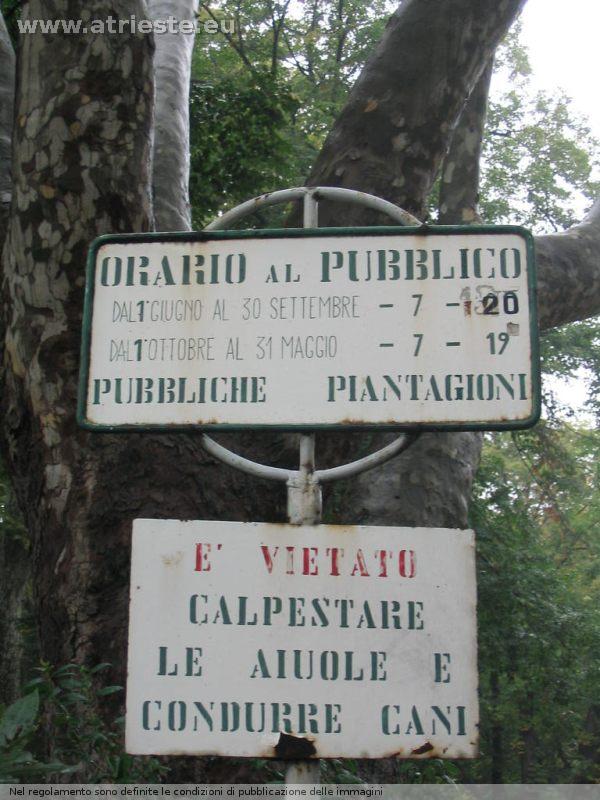 www.atrieste.eu
ORARIO AL PUBBLICO
DAL 1° GIUGNO AL 30 SETTEMBRE - 7 - 20
DAL 1° OTTOBRE AL 31 MAGGIO - 7 - 19
PUBBLICHE PIANTAGIONI
E' VIETATO
CALPESTARE
LE AIUOLE E
CONDURRE CANI
Nel regolamento sono definite le condizioni di pubblicazione delle immagini